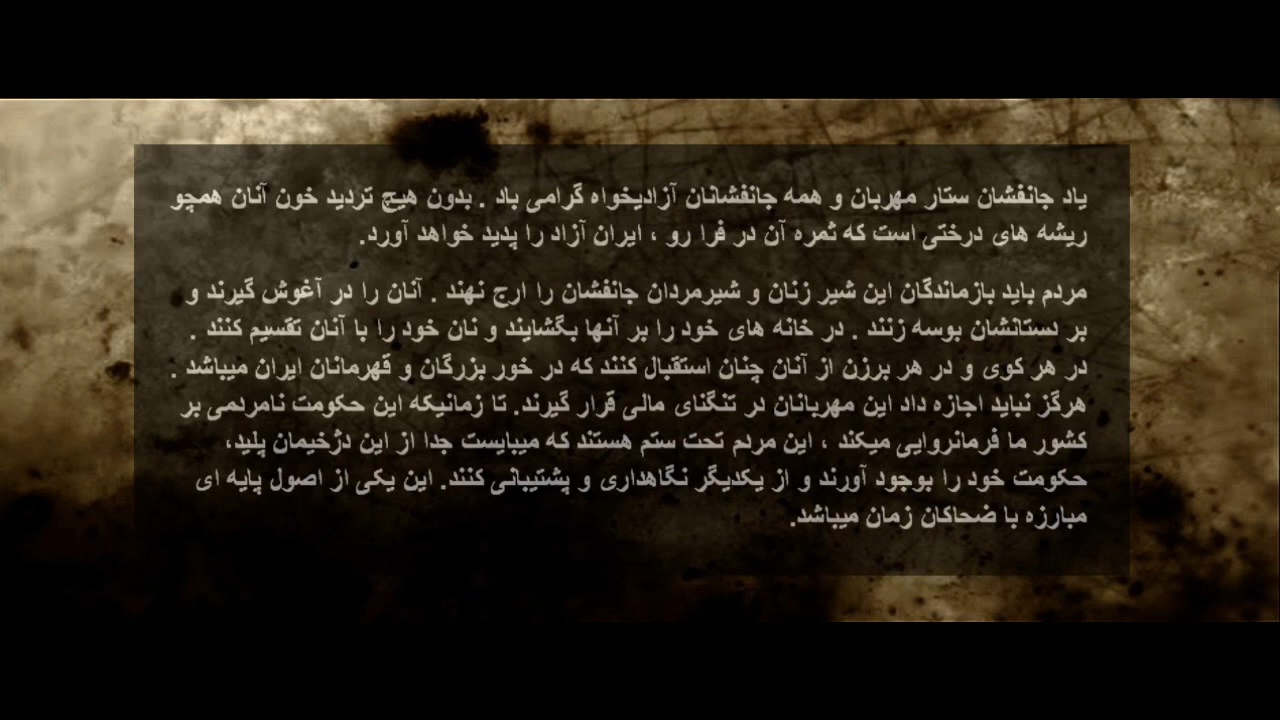 یاد جانفشان ستار مهربان و همه جانفشانان آزادیخواه گرامی باد . بدون هیچ تردید خون آنان همچو
ریشه های درختی است که ثمره آن در فرا رو ، ایران آزاد را پدید خواهد آورد.
مردم باید بازماندگان این شیر زنان و شیرمردان جانفشان را ارج نهند . آنان را در آغوش گیرند و
بر دستانشان بوسه زنند . در خانه های خود را بر آنها بگشایند و نان خود را با آنان تقسیم کنند .
در هر کوی و در هر برزن از آنان چنان استقبال کنند که در خور بزرگان و قهرمانان ایران میباشد .
هرگز نباید اجازه داد این مهربانان در تنگنای مالی قرار گیرند. تا زمانیکه این حکومت نامردمی بر
کشور ما فرمانروایی میکند ، این مردم تحت ستم هستند که میبایست جدا از این دژخیمان پلید،
حکومت خود را بوجود آورند و از یکدیگر نگاهداری و پشتیبانی کنند. این یکی از اصول پایه ای
مبارزه با ضحاکان زمان میباشد.